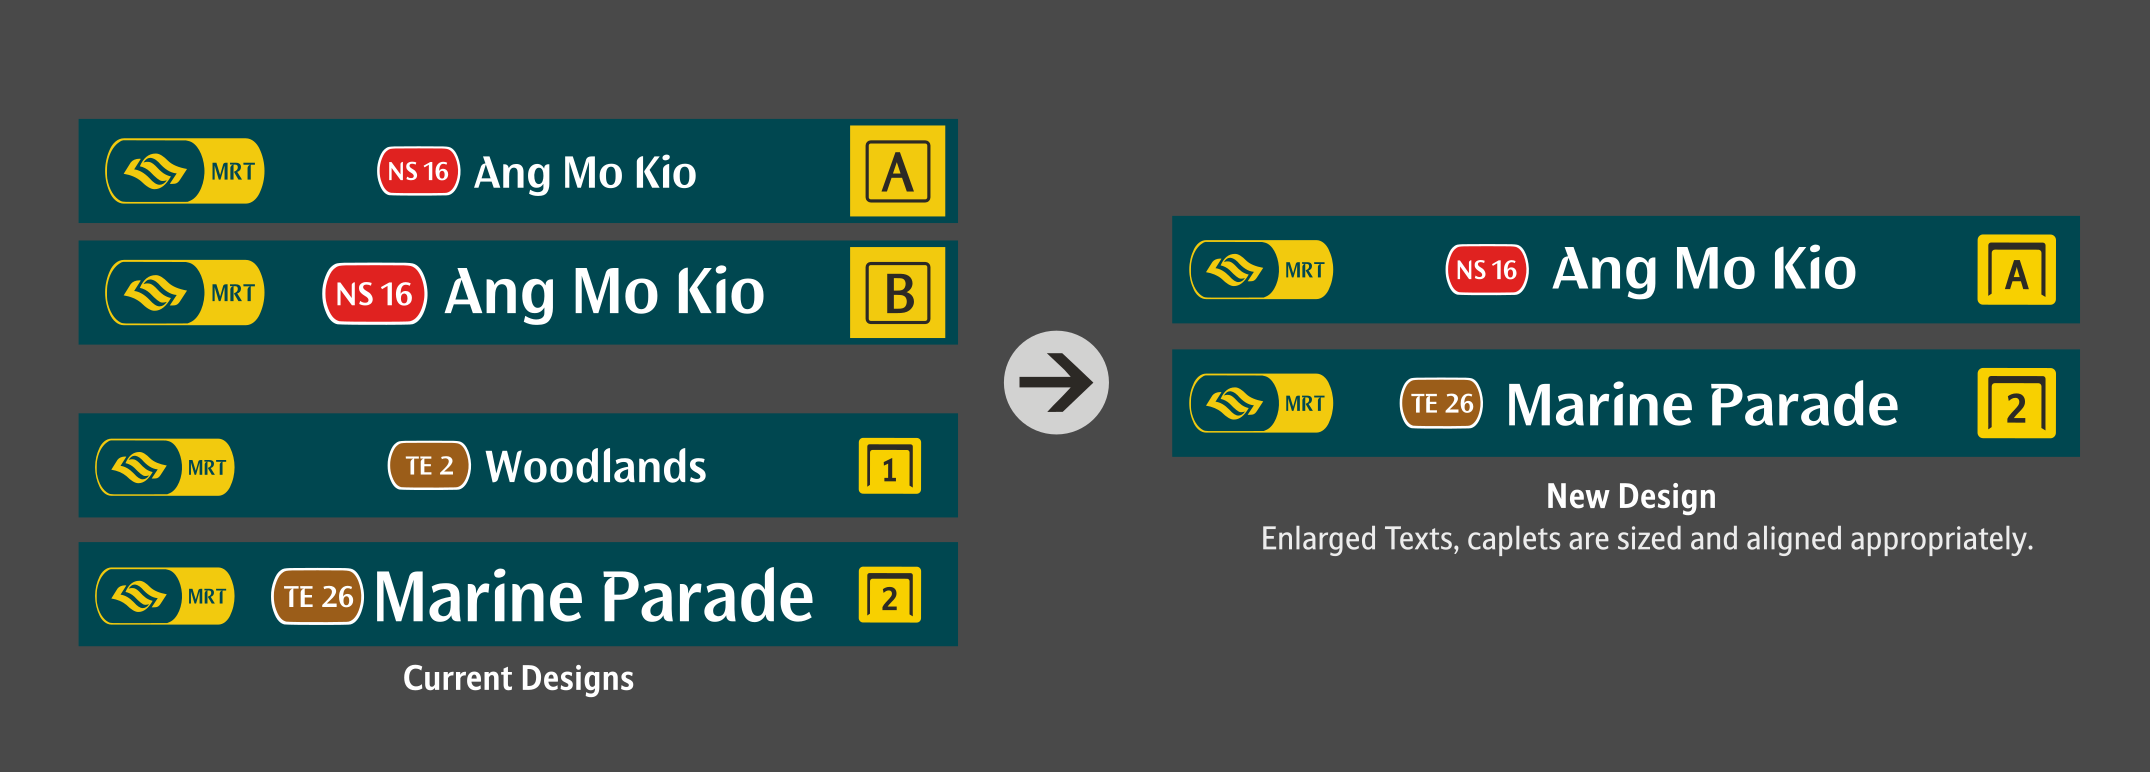 MRT NS 16 Ang Mo Kio A
MRT NS 16 Ang Mo Kio B
MRT TE 2 Woodlands 1
MRT TE 26 Marine Parade 2
Current Designs
MRT NS 16 Ang Mo Kio A
MRT TE 26 Marine Parade 2
New Design
Enlarged Texts, caplets are sized and aligned appropriately.